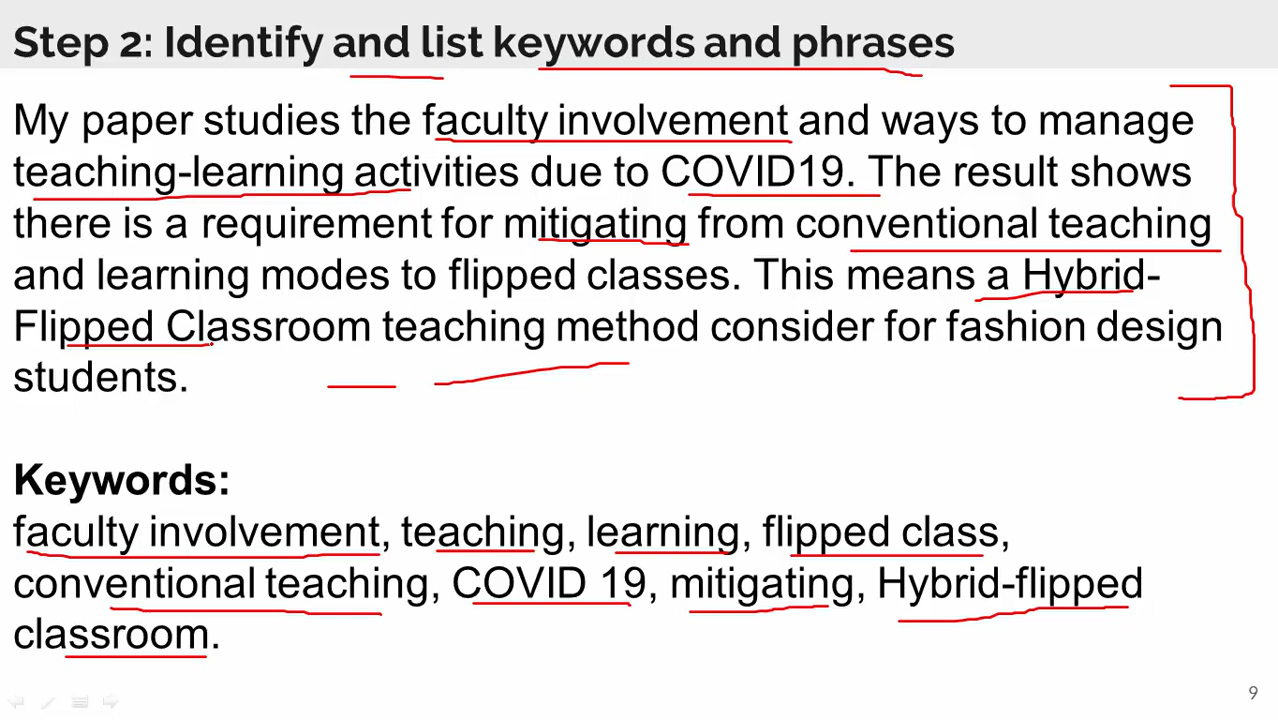 Step 2: Identify and list keywords and phrases
My paper studies the faculty involvement and ways to manage
teaching-learning activities due to COVID19. The result shows
there is a requirement for mitigating from conventional teaching
and learning modes to flipped classes. This means a Hybrid-
Flipped Classroom teaching method consider for fashion design
students.
Keywords:
faculty involvement, teaching, learning, flipped class,
conventional teaching, COVID 19, mitigating, Hybrid-flipped
classroom.
9